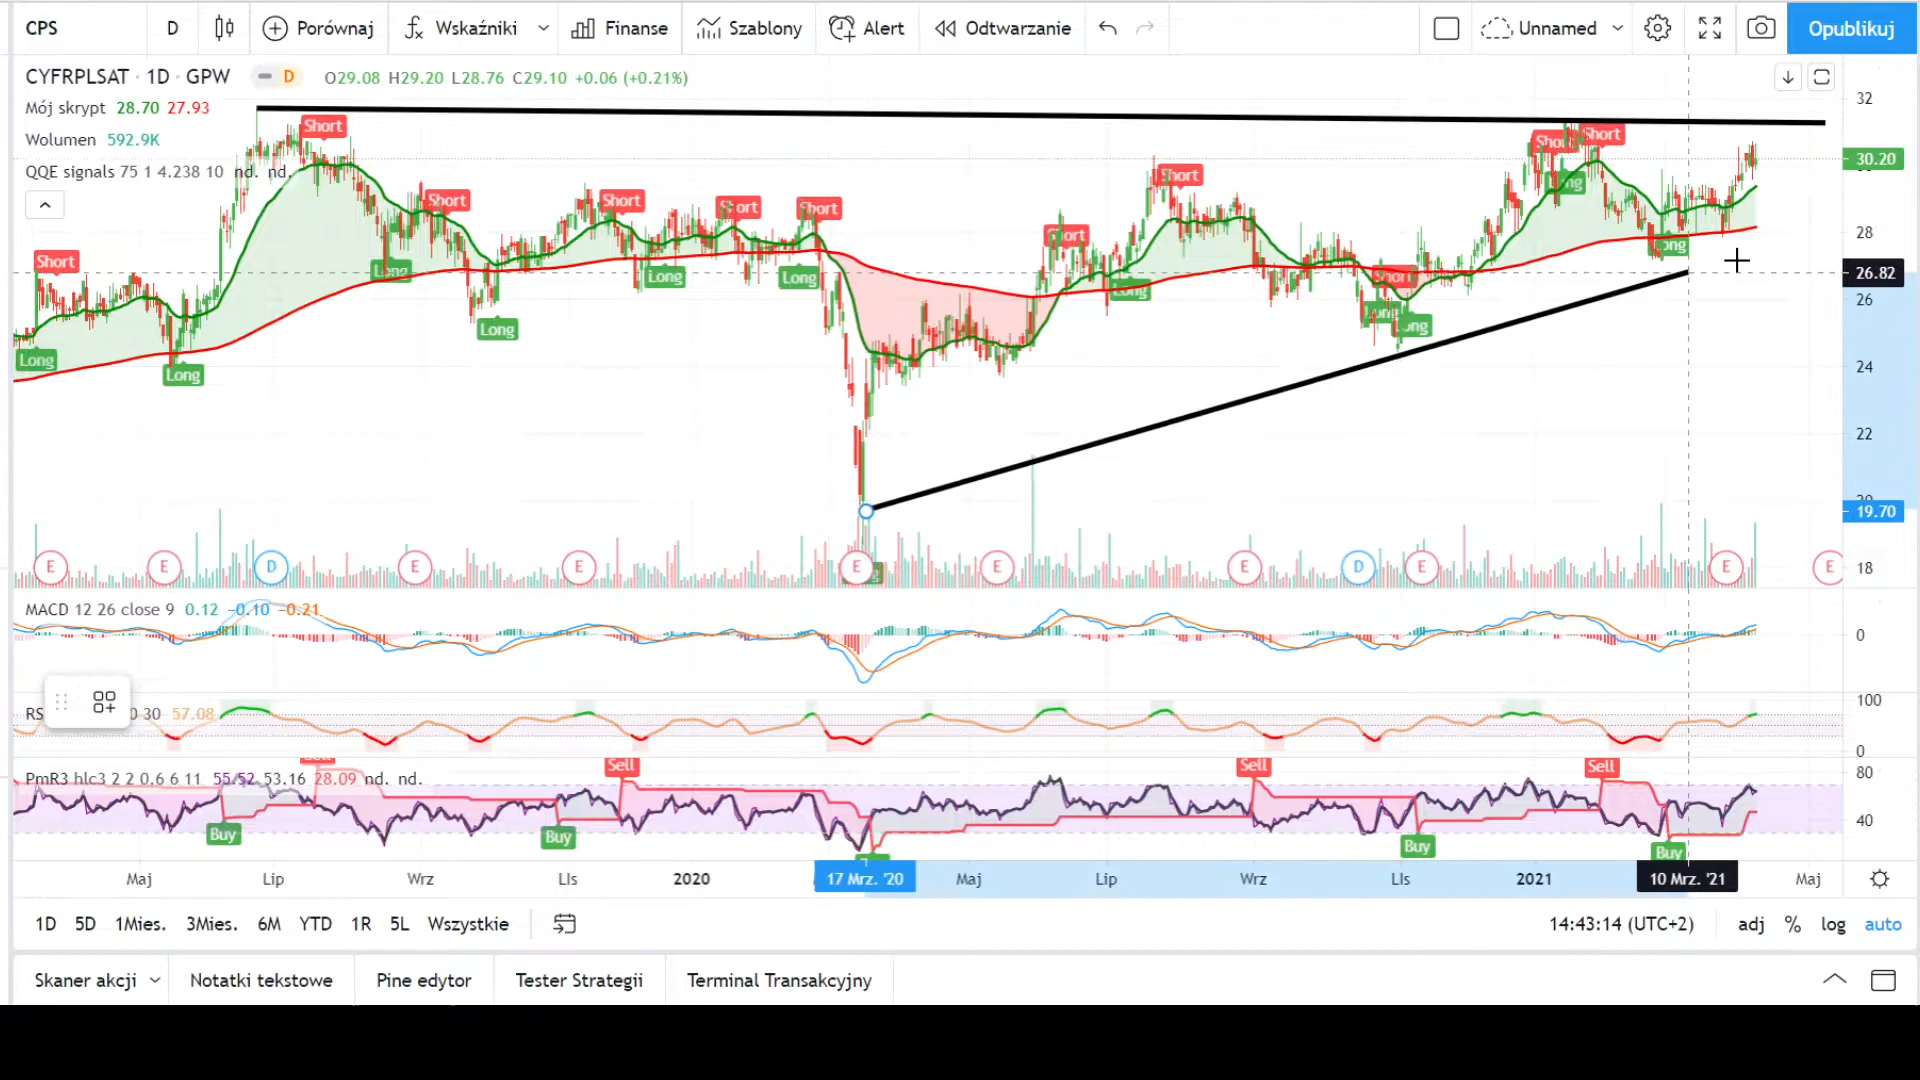 CPS D Porównaj Wskaźniki Finanse Szablony Alert Odtwarzanie Unnamed Opublikuj
CYFRPLSAT · 1D · GPW D O29.08 H29.20 L28.76 C29.10 +0.06 (+0.21%)
Mój skrypt 28.70 27.93
Wolumen 592.9K
QQE signals 75 1 4.238 10 nd. nd.
32
30.20
28
26.82
26
24
22
19.70
18
Short Short Short Short Short Short Short Short Short Short
Long Long Long Long Long Long Long Long Long
E E D E E E E E D E E E
MACD 12 26 close 9 0.12 −0.10 −0.21
0
RS 0 30 57.08
100
0
PmR3 hlc3 2 2 0.6 6 11 55.52 53.16 28.09 nd. nd.
Sell Sell Sell
80
40
Buy Buy Buy Buy
Maj Lip Wrz LIs 2020 17 Mrz. '20 Maj Lip Wrz LIs 2021 10 Mrz. '21 Maj
1D 5D 1Mies. 3Mies. 6M YTD 1R 5L Wszystkie 14:43:14 (UTC+2) adj % log auto
Skaner akcji Notatki tekstowe Pine edytor Tester Strategii Terminal Transakcyjny